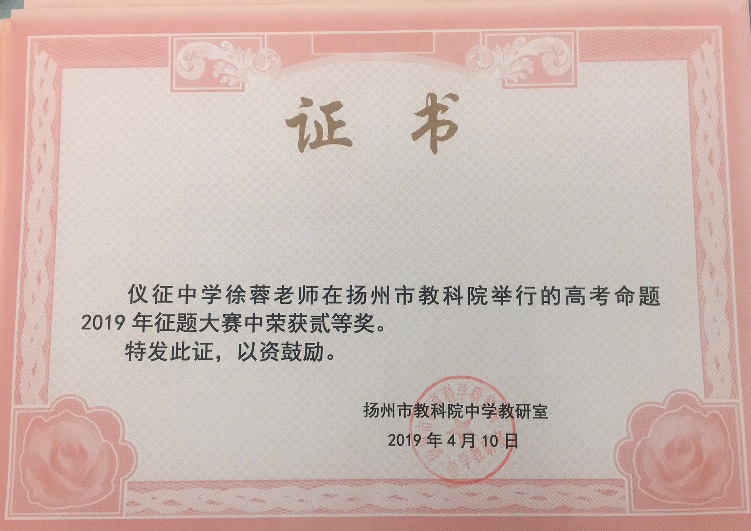 证 书
仪征中学徐蓉老师在扬州市教科院举行的高考命题
2019 年征题大赛中荣获贰等奖。
特发此证，以资鼓励。
扬州市教科院中学教研室
2019 年 4 月 10 日